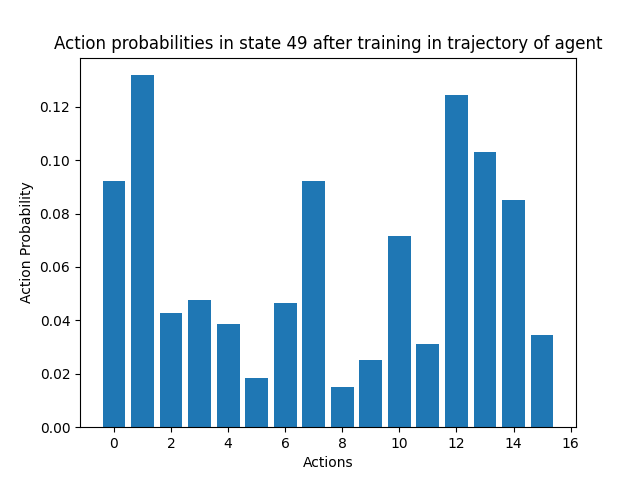 Action probabilities in state 49 after training in trajectory of agent
0.12
0.10
0.08
0.06
0.04
0.02
0.00
Action Probability
0 2 4 6 8 10 12 14 16
Actions